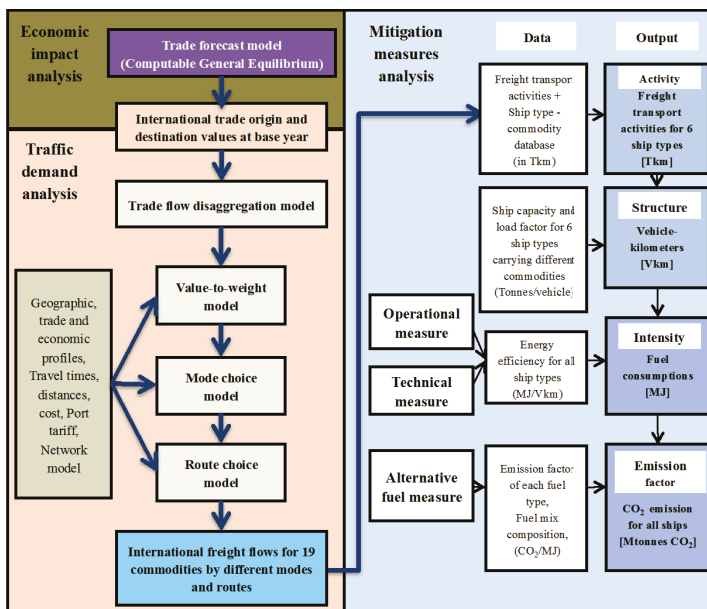 Economic
impact
analysis
Trade forecast model
(Computable General Equilibrium)
International trade origin and
destination values at base year
Traffic
demand
analysis
Trade flow disaggregation model
Value-to-weight
model
Geographic,
trade and
economic
profiles,
Travel times,
distances,
cost, Port
tariff,
Network
model
Mode choice
model
Route choice
model
International freight flows for 19
commodities by different modes
and routes
Mitigation
measures
analysis
Data
Output
Freight transport
activities +
Ship type -
commodity
database
(in Tkm)
Activity
Freight
transport
activities for 6
ship types
[Tkm]
Ship capacity and
load factor for 6
ship types
carrying different
commodities
(Tonnes/vehicle)
Structure
Vehicle-
kilometers
[Vkm]
Operational
measure
Technical
measure
Energy
efficiency for all
ship types
(MJ/Vkm)
Intensity
Fuel
consumptions
[MJ]
Alternative
fuel measure
Emission factor
of each fuel
type,
Fuel mix
composition,
(CO₂/MJ)
Emission
factor
CO₂ emission
for all ships
[Mtonnes CO₂]